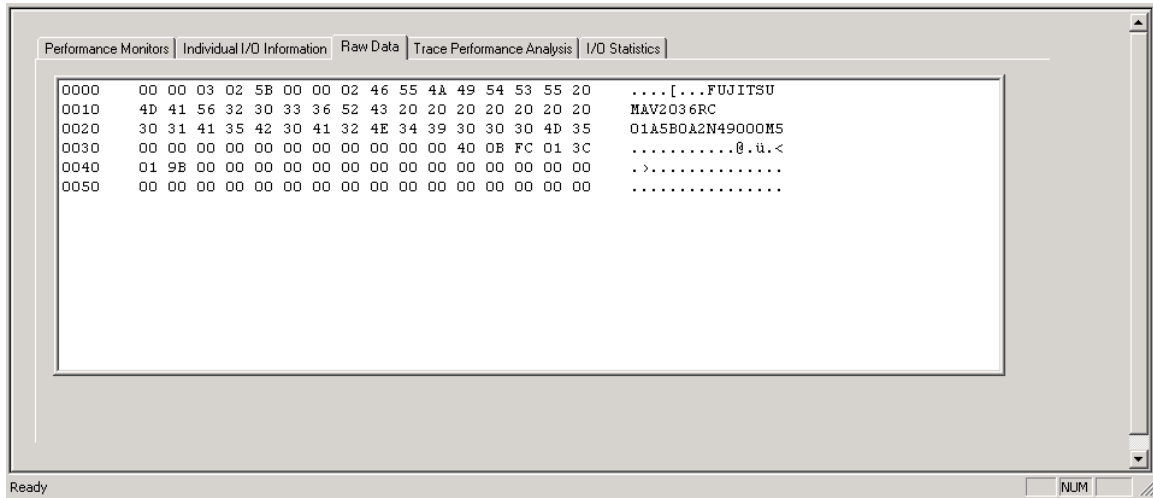 Performance Monitors Individual I/O Information Raw Data Trace Performance Analysis I/O Statistics
0000 00 00 03 02 5B 00 00 02 46 55 4A 49 54 53 55 20 ....[...FUJITSU
0010 4D 41 56 32 30 33 36 52 43 20 20 20 20 20 20 20 MAV2036RC
0020 30 31 41 35 42 30 41 32 4E 34 39 30 30 30 4D 35 01A5B0A2N49000M5
0030 00 00 00 00 00 00 00 00 00 00 00 40 0B FC 01 3C ...........@.ü.<
0040 01 9B 00 00 00 00 00 00 00 00 00 00 00 00 00 00 .›..............
0050 00 00 00 00 00 00 00 00 00 00 00 00 00 00 00 00 ................
Ready NUM